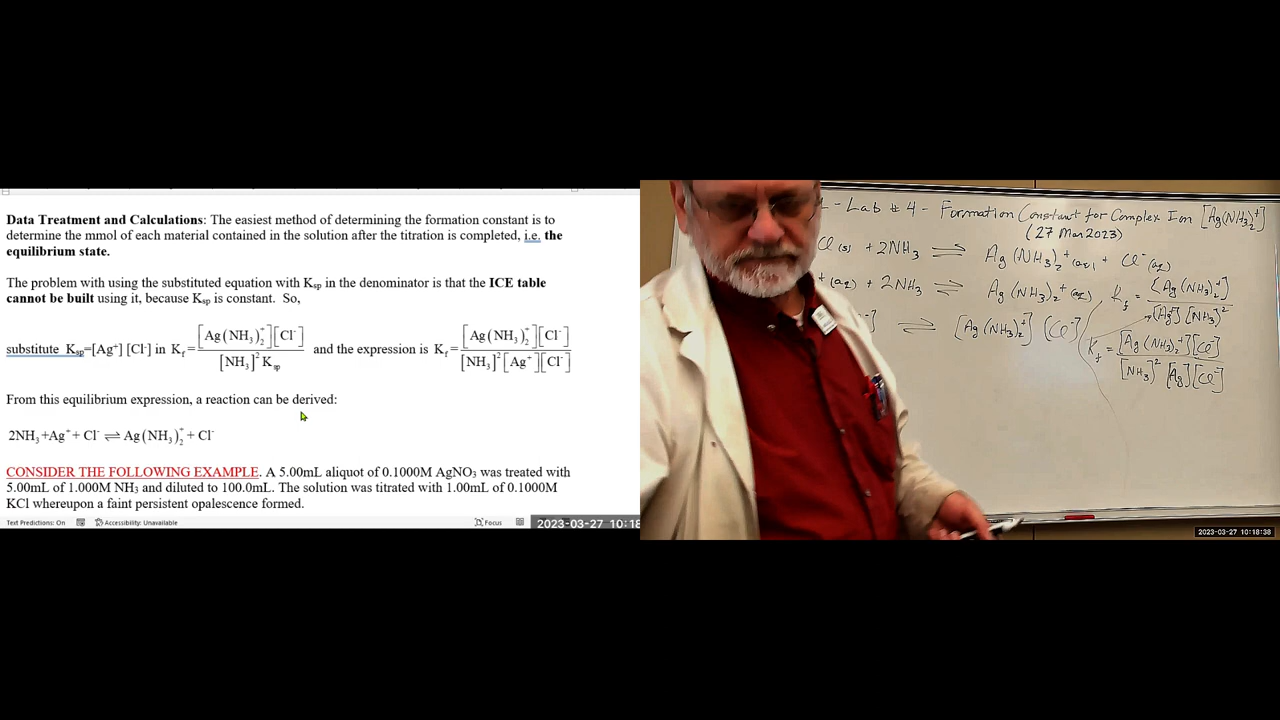 Data Treatment and Calculations: The easiest method of determining the formation constant is to
determine the mmol of each material contained in the solution after the titration is completed, i.e. the
equilibrium state.
The problem with using the substituted equation with Ksp in the denominator is that the ICE table
cannot be built using it, because Ksp is constant. So,
substitute Ksp=[Ag⁺] [Cl⁻] in Kf = [Ag(NH₃)₂⁺][Cl⁻] / [NH₃]² Ksp and the expression is Kf = [Ag(NH₃)₂⁺][Cl⁻] / [NH₃]²[Ag⁺][Cl⁻]
From this equilibrium expression, a reaction can be derived:
2NH₃+Ag⁺+ Cl⁻ ⇌ Ag(NH₃)₂⁺ + Cl⁻
CONSIDER THE FOLLOWING EXAMPLE. A 5.00mL aliquot of 0.1000M AgNO₃ was treated with
5.00mL of 1.000M NH₃ and diluted to 100.0mL. The solution was titrated with 1.00mL of 0.1000M
KCl whereupon a faint persistent opalescence formed.
Text Predictions: On Accessibility: Unavailable Focus 2023-03-27 10:18
- Lab # 4 - Formation Constant for Complex Ion [Ag(NH₃)₂⁺]
(27 Mar 2023)
Cl (s) + 2NH₃ ⇌ Ag(NH₃)₂⁺(aq) + Cl⁻(aq)
⁺(aq) + 2NH₃ ⇌ Ag(NH₃)₂⁺(aq) Kf = [Ag(NH₃)₂⁺] / [Ag][NH₃]²
⁻] ⇌ [Ag(NH₃)₂⁺] [Cl⁻]
Kf = [Ag(NH₃)₂⁺][Cl⁻] / [NH₃]² [Ag][Cl⁻]
2023-03-27 10:18:38